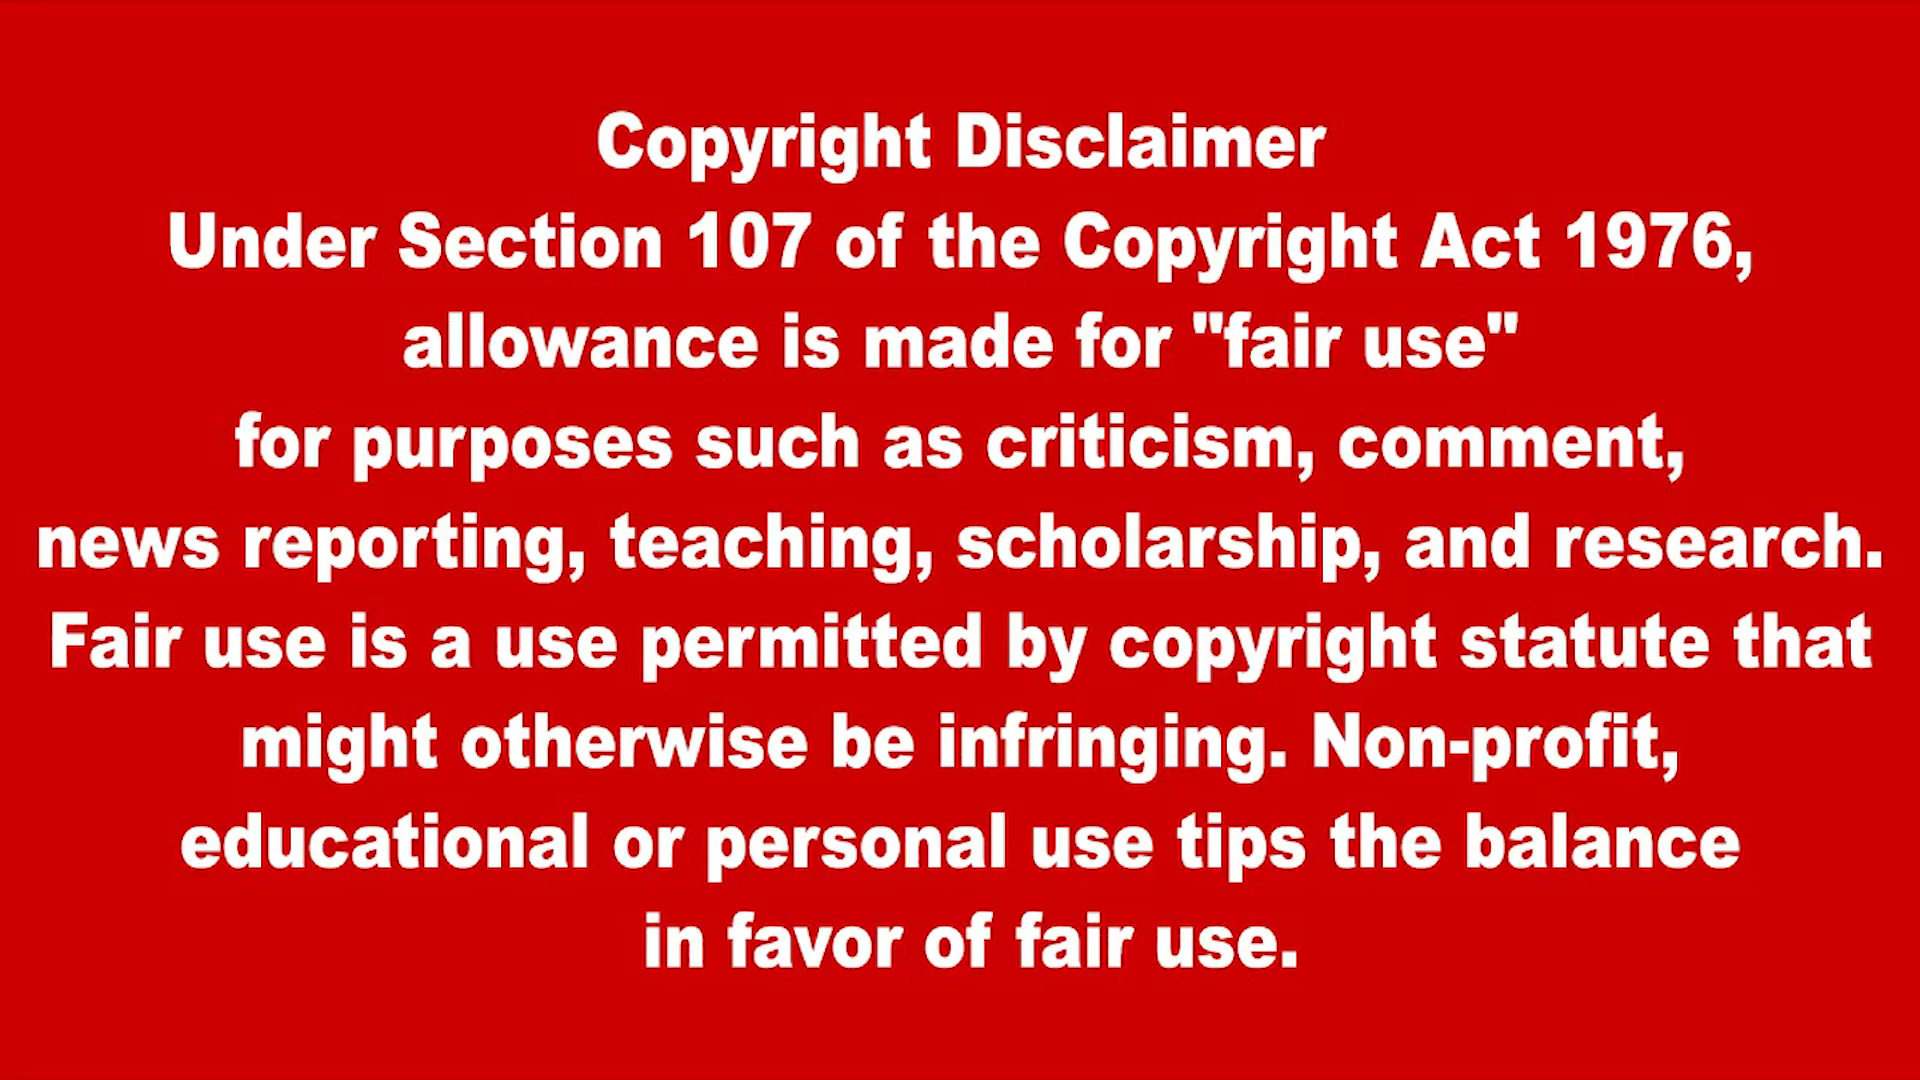 Copyright Disclaimer
Under Section 107 of the Copyright Act 1976,
allowance is made for "fair use"
for purposes such as criticism, comment,
news reporting, teaching, scholarship, and research.
Fair use is a use permitted by copyright statute that
might otherwise be infringing. Non-profit,
educational or personal use tips the balance
in favor of fair use.